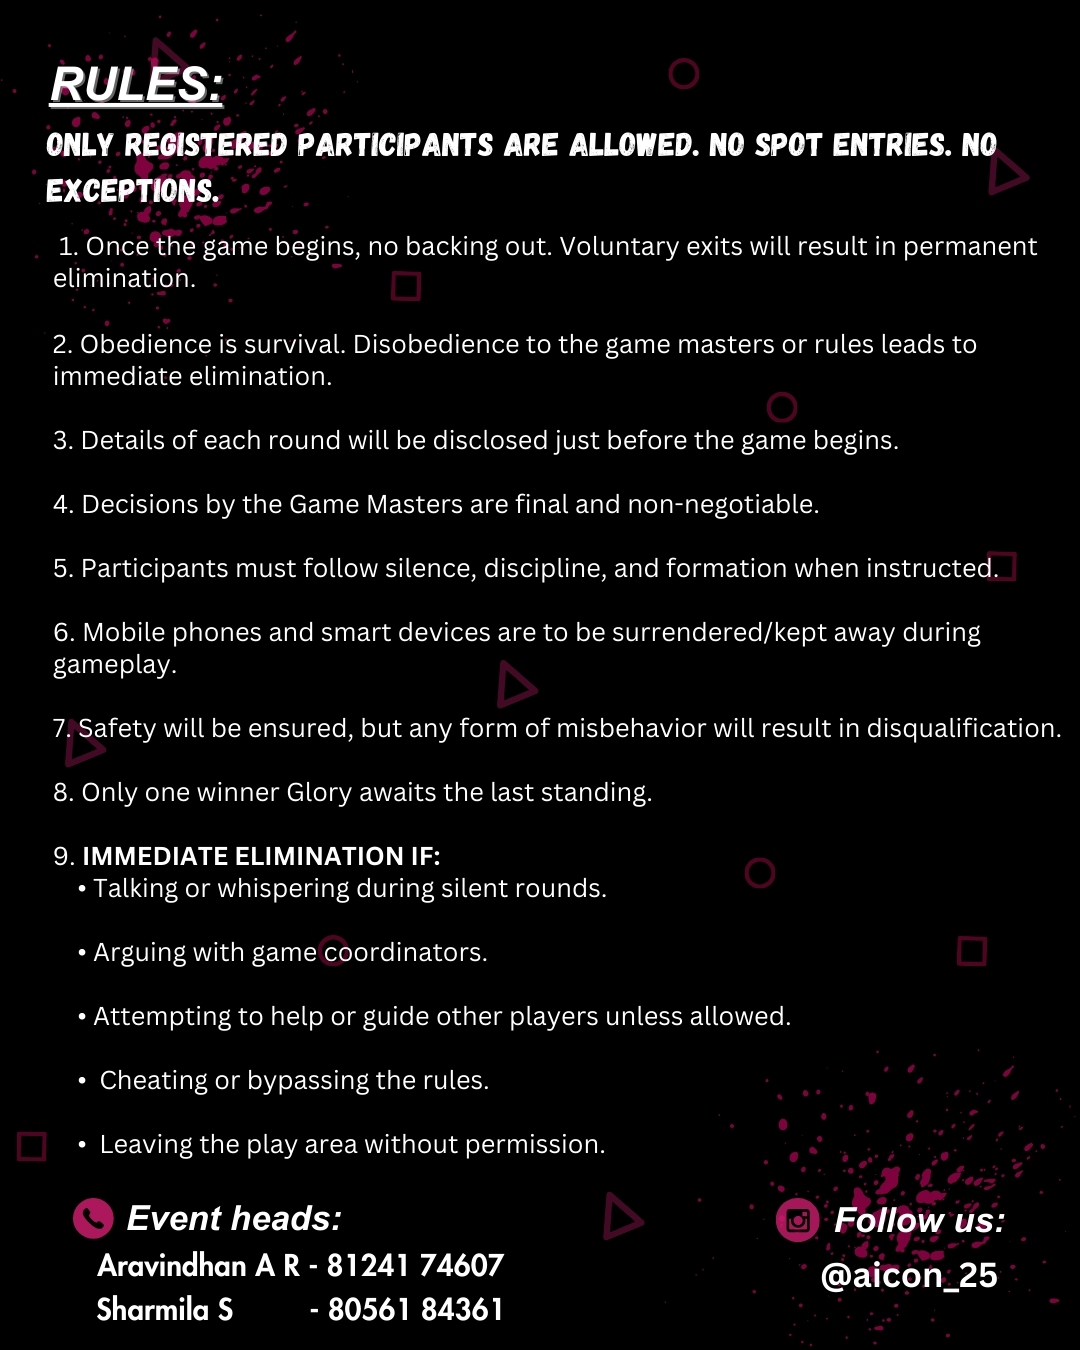 RULES:
ONLY REGISTERED PARTICIPANTS ARE ALLOWED. NO SPOT ENTRIES. NO
EXCEPTIONS.
1. Once the game begins, no backing out. Voluntary exits will result in permanent
elimination.
2. Obedience is survival. Disobedience to the game masters or rules leads to
immediate elimination.
3. Details of each round will be disclosed just before the game begins.
4. Decisions by the Game Masters are final and non-negotiable.
5. Participants must follow silence, discipline, and formation when instructed.
6. Mobile phones and smart devices are to be surrendered/kept away during
gameplay.
7. Safety will be ensured, but any form of misbehavior will result in disqualification.
8. Only one winner Glory awaits the last standing.
9. IMMEDIATE ELIMINATION IF:
• Talking or whispering during silent rounds.
• Arguing with game coordinators.
• Attempting to help or guide other players unless allowed.
• Cheating or bypassing the rules.
• Leaving the play area without permission.
Event heads:
Aravindhan A R - 81241 74607
Sharmila S - 80561 84361
Follow us:
@aicon_25